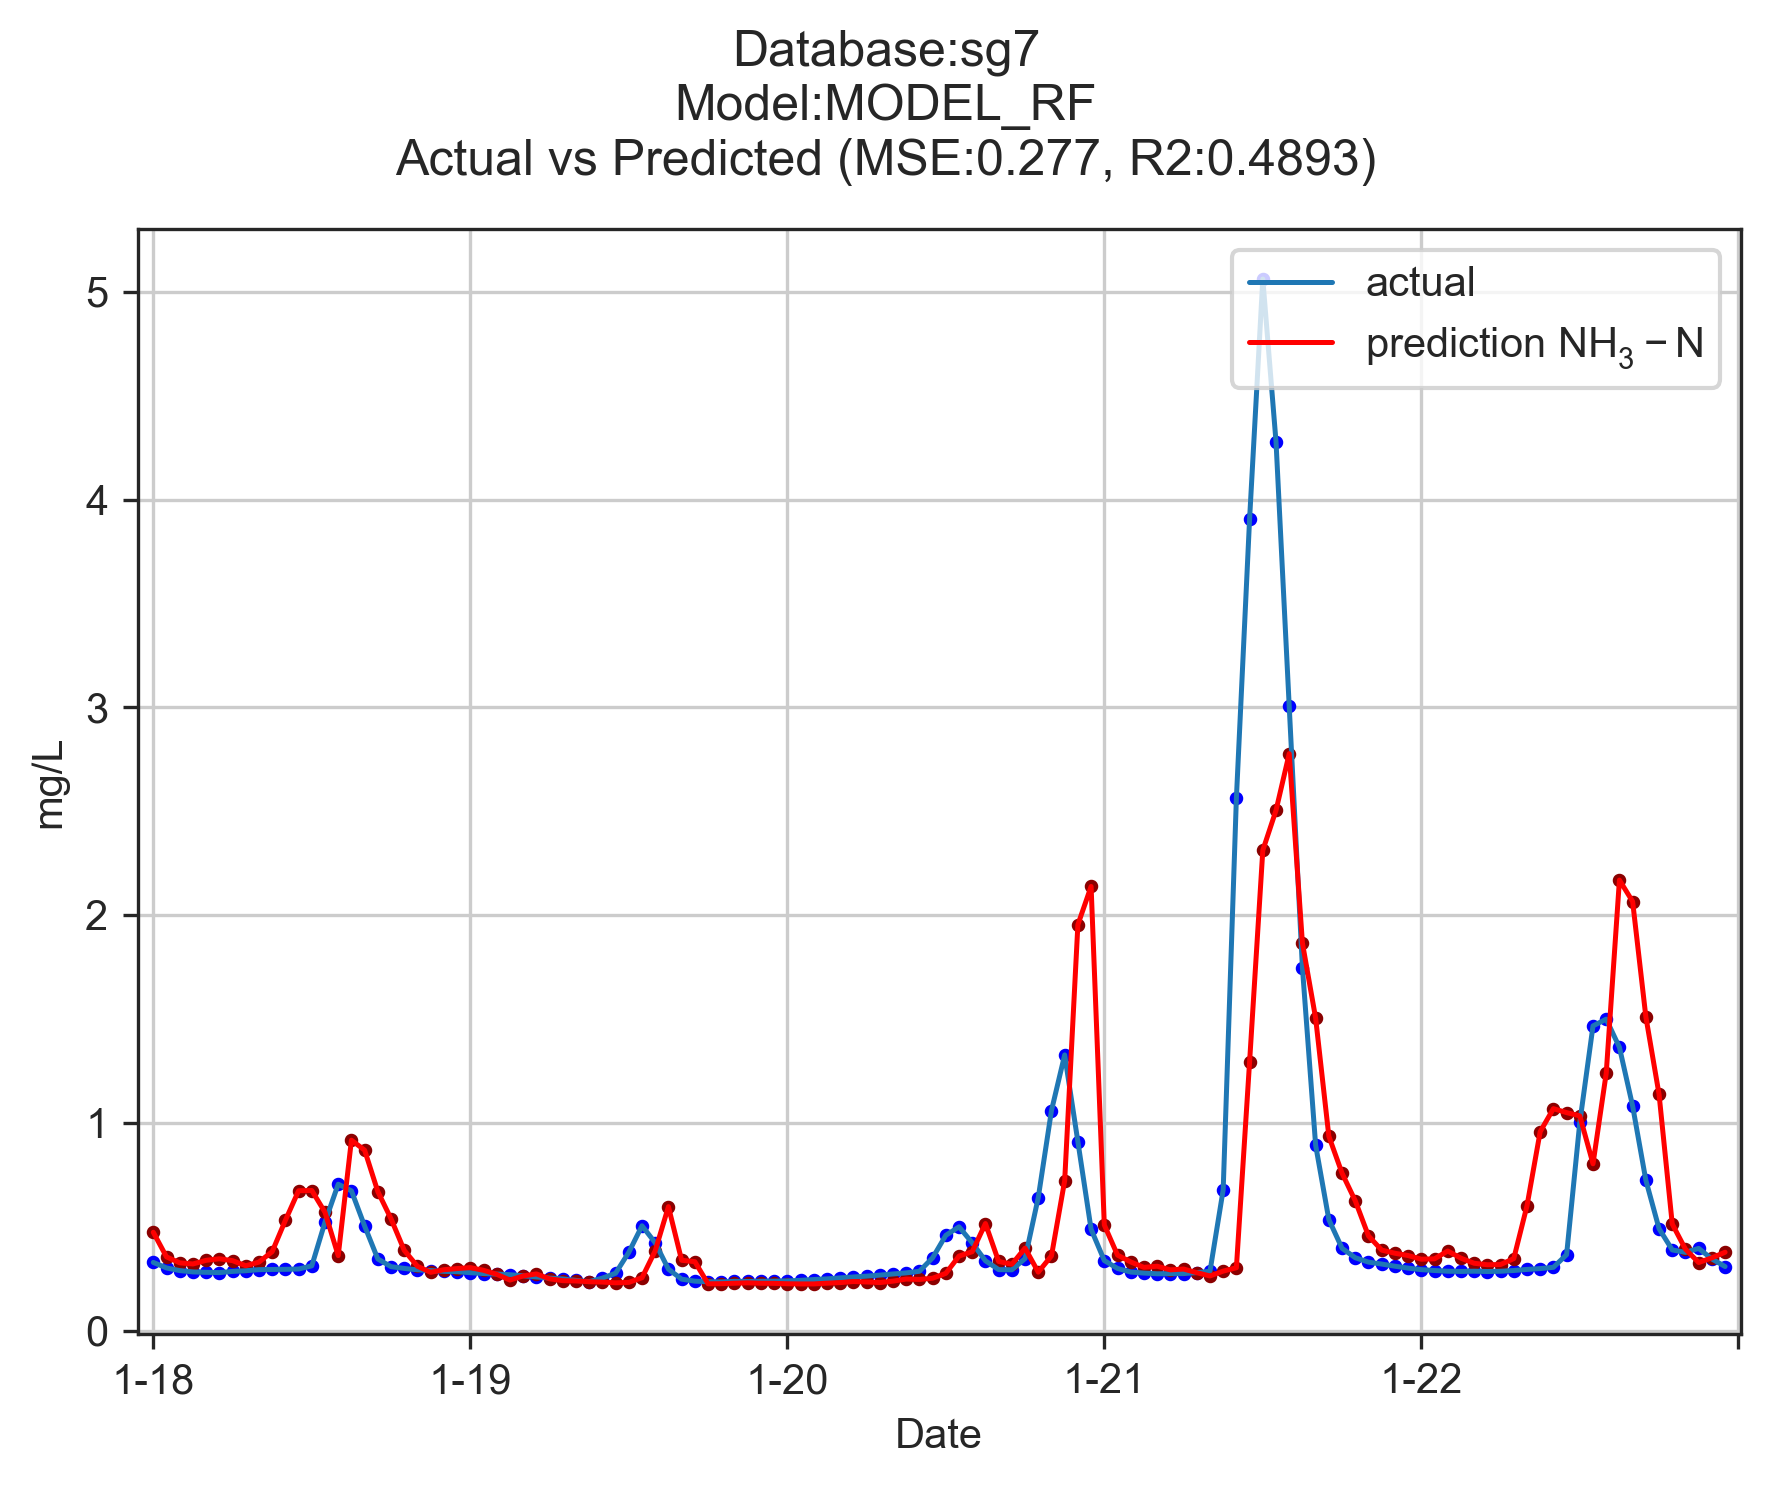 Database:sg7
Model:MODEL_RF
Actual vs Predicted (MSE:0.277, R2:0.4893)
actual
prediction NH₃ − N
5
4
3
2
1
0
mg/L
1-18 1-19 1-20 1-21 1-22
Date